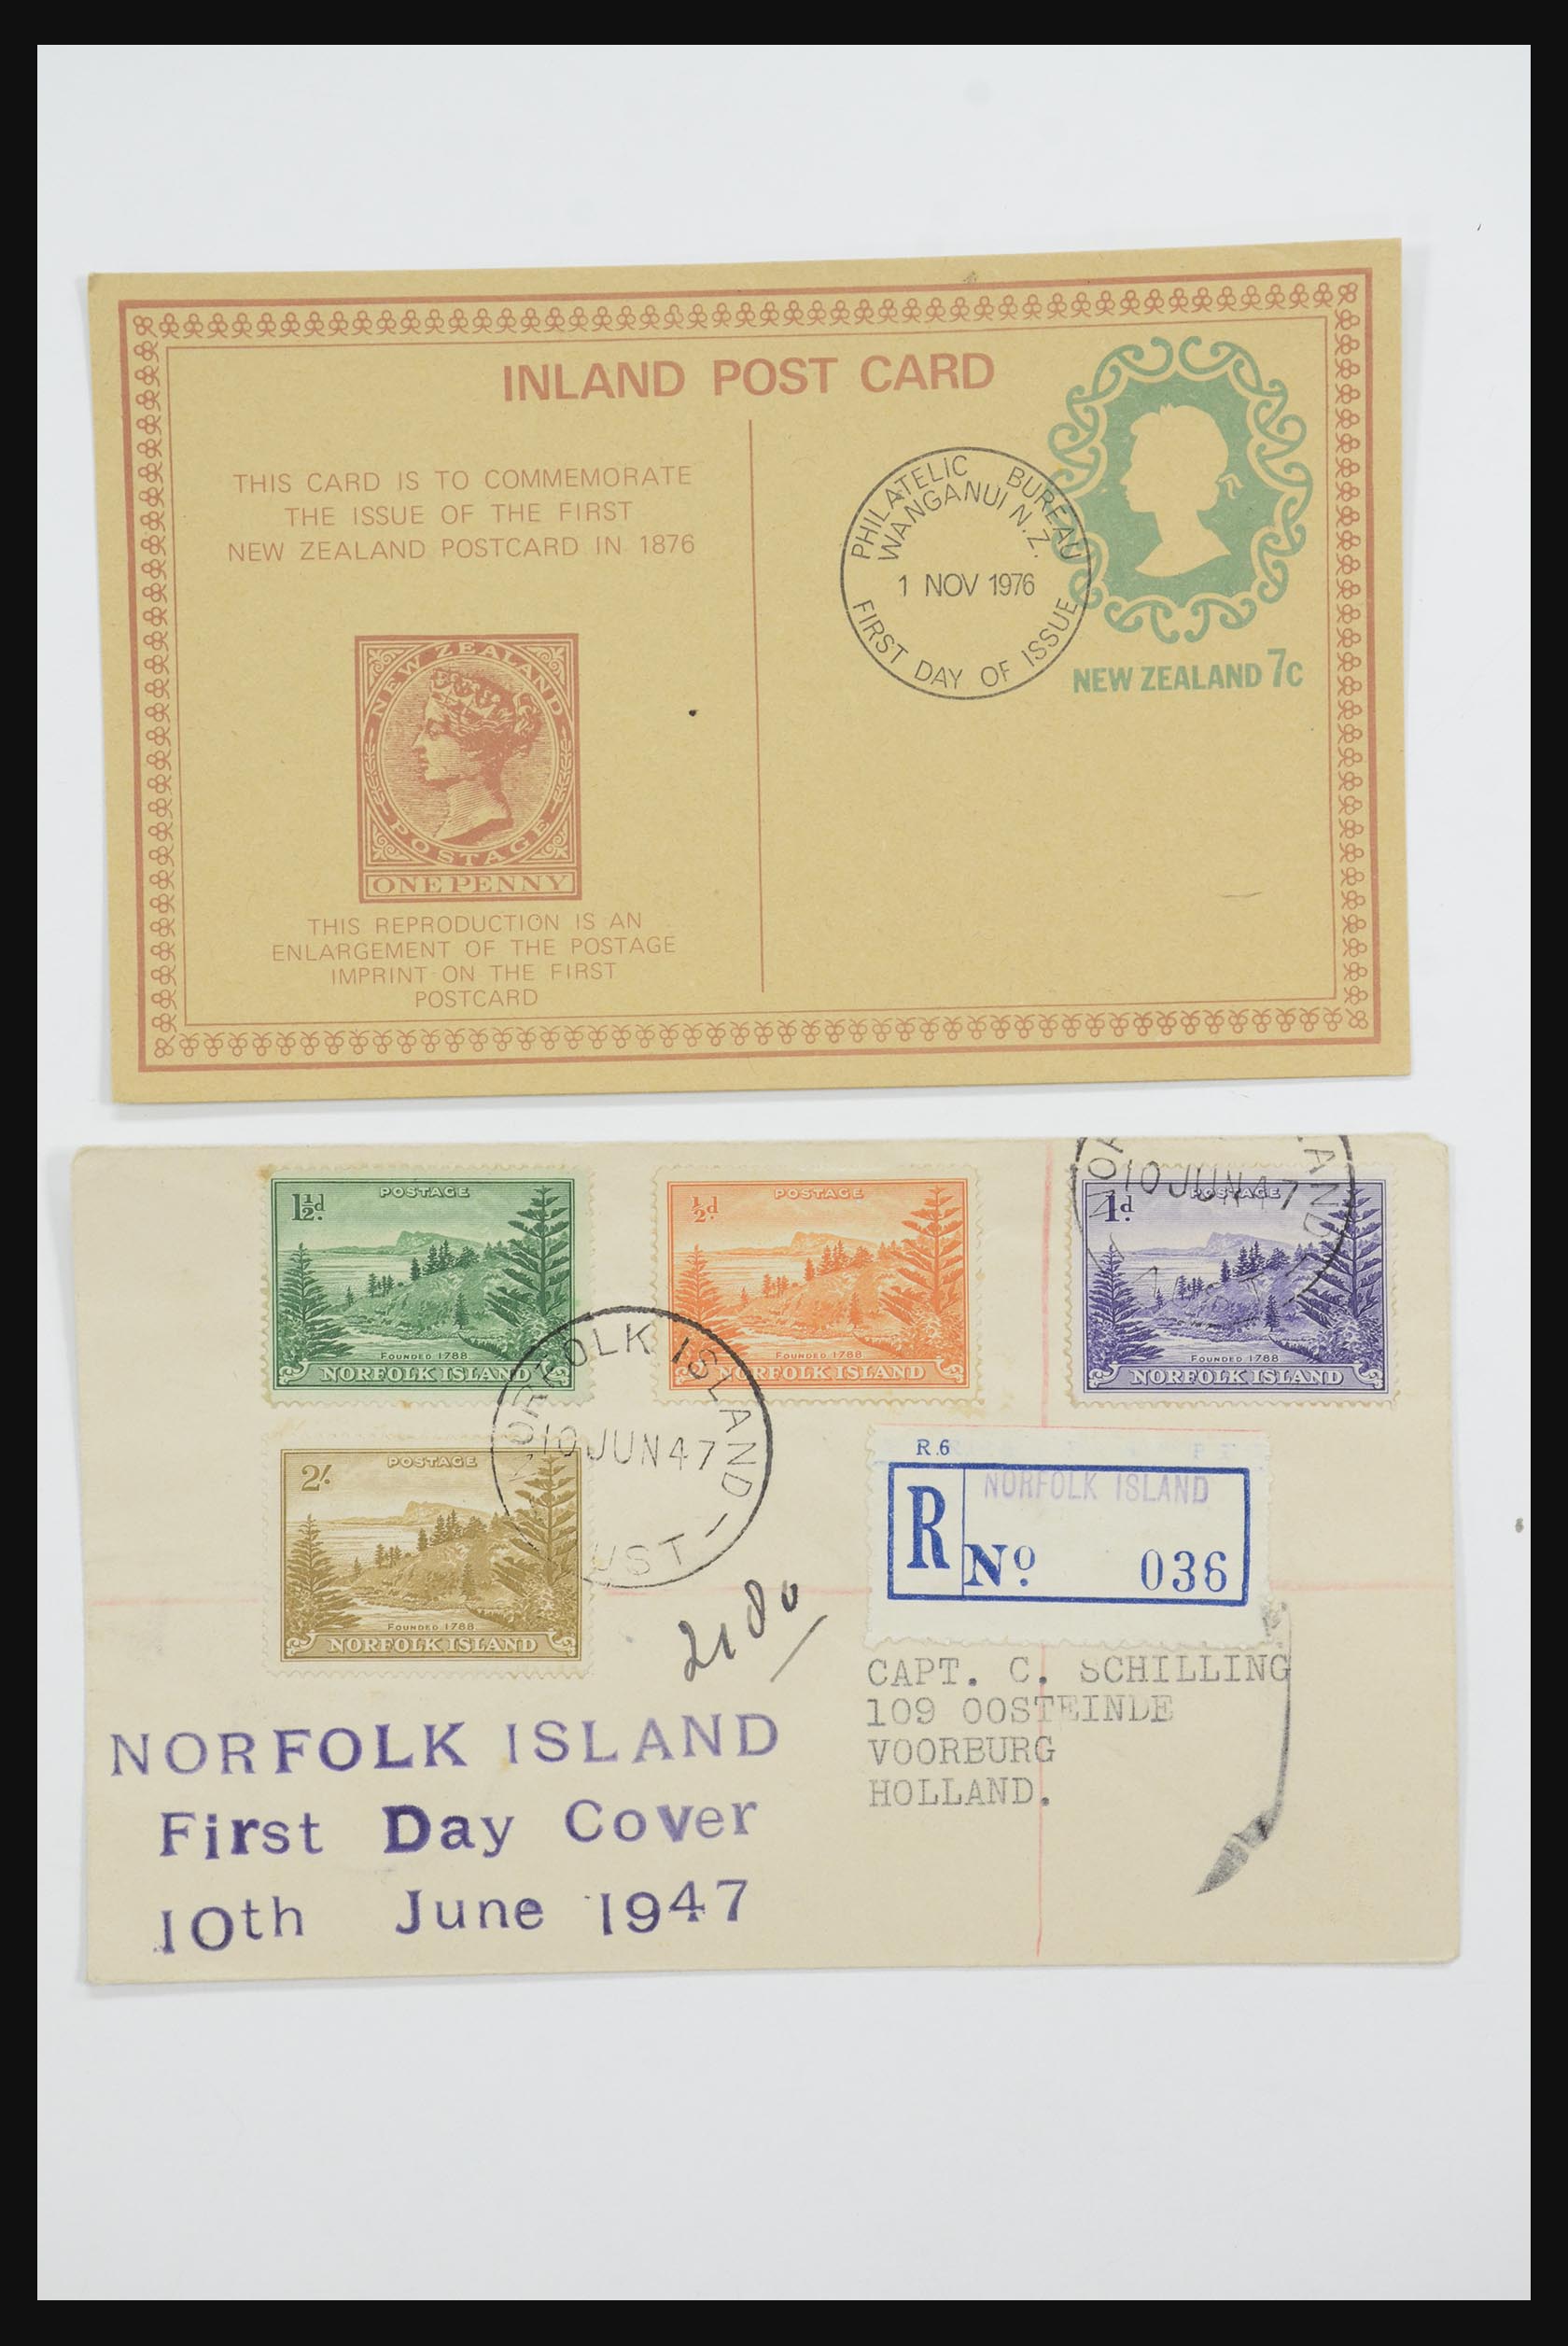 INLAND POST CARD
THIS CARD IS TO COMMEMORATE
THE ISSUE OF THE FIRST
NEW ZEALAND POSTCARD IN 1876
NEW ZEALAND
POSTAGE
ONE PENNY
THIS REPRODUCTION IS AN
ENLARGEMENT OF THE POSTAGE
IMPRINT ON THE FIRST
POSTCARD
PHILATELIC BUREAU
WANGANUI N.Z.
1 NOV 1976
FIRST DAY OF ISSUE
NEW ZEALAND 7c
POSTAGE
1½d
FOUNDED 1788
NORFOLK ISLAND
POSTAGE
½d
FOUNDED 1788
NORFOLK ISLAND
10 JUN 47
POSTAGE
1d
FOUNDED 1788
NORFOLK ISLAND
POSTAGE
2/-
FOUNDED 1788
NORFOLK ISLAND
NORFOLK ISLAND
10 JUN 47
R.6
R
NORFOLK ISLAND
No. 036
CAPT. C. SCHILLING
109 OOSTEINDE
VOORBURG
HOLLAND.
NORFOLK ISLAND
First Day Cover
10th June 1947